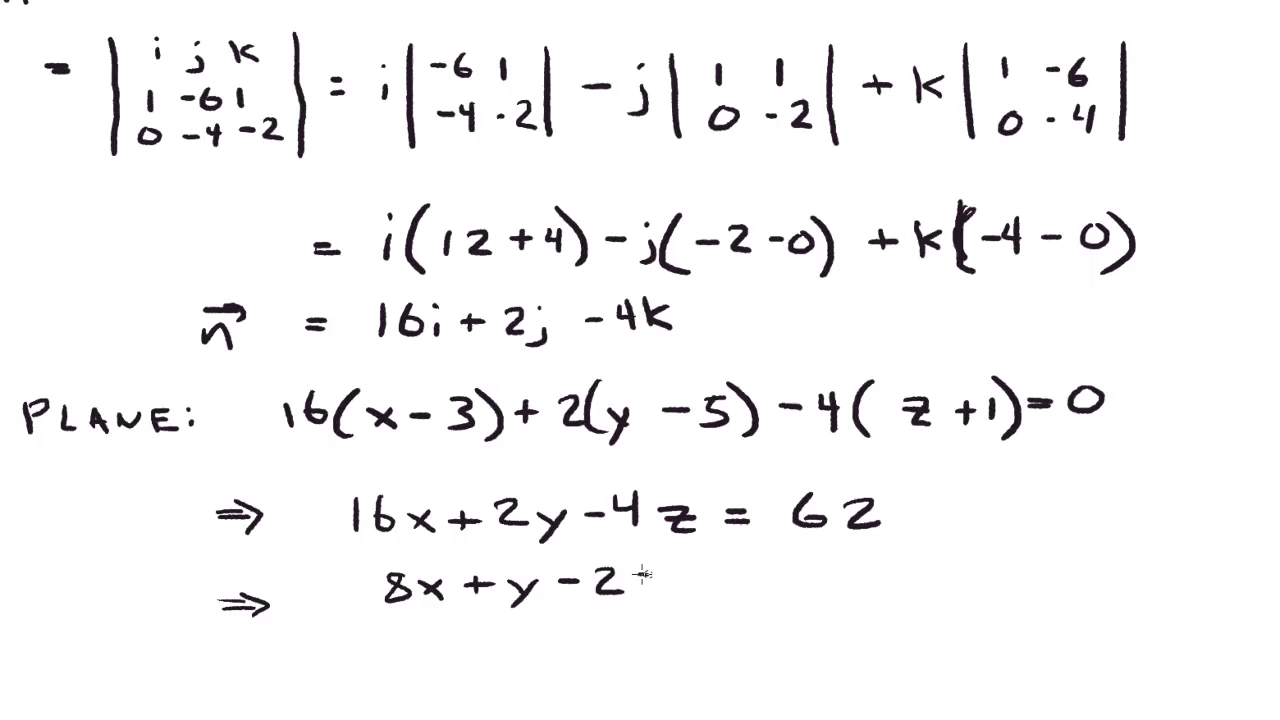 = | i j k | = i | -6 1 | - j | 1 1 | + k | 1 -6 |
| 1 -6 1 | | -4 -2 | | 0 -2 | | 0 -4 |
| 0 -4 -2 |
= i(12 + 4) - j(-2 - 0) + k(-4 - 0)
n⃗ = 16i + 2j - 4k
PLANE: 16(x - 3) + 2(y - 5) - 4(z + 1) = 0
⇒ 16x + 2y - 4z = 62
⇒ 8x + y - 2